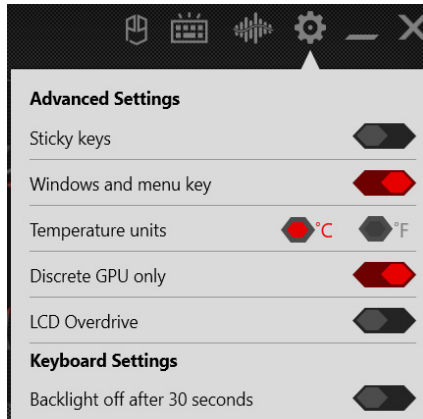 Advanced Settings
Sticky keys
Windows and menu key
Temperature units °C °F
Discrete GPU only
LCD Overdrive
Keyboard Settings
Backlight off after 30 seconds